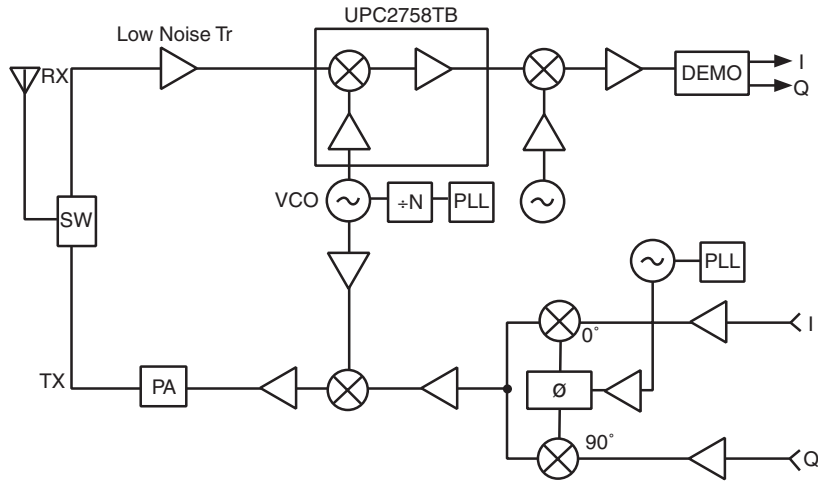 UPC2758TB
Low Noise Tr
RX
DEMO
I
Q
SW
VCO
÷N
PLL
PLL
0°
I
TX
PA
ø
90°
Q